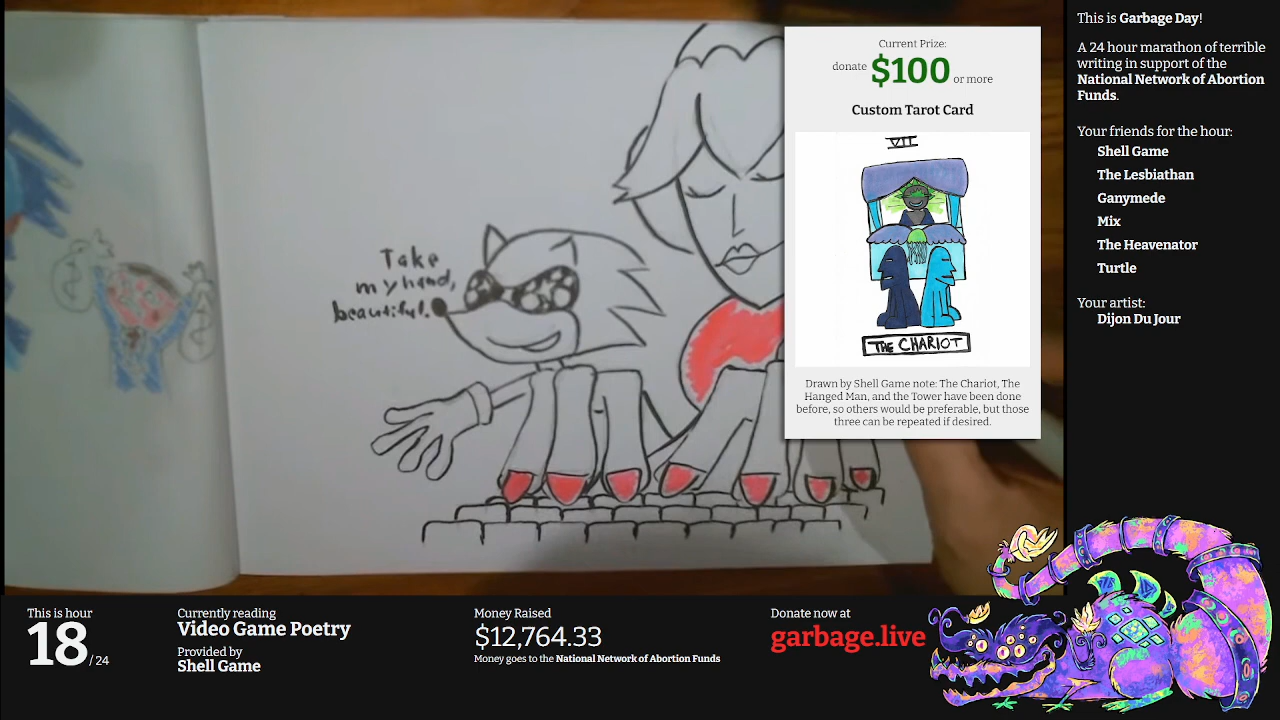 Take
my hand,
beautiful.
Current Prize:
donate $100 or more
Custom Tarot Card
VII
THE CHARIOT
Drawn by Shell Game note: The Chariot, The
Hanged Man, and the Tower have been done
before, so others would be preferable, but those
three can be repeated if desired.
This is Garbage Day!
A 24 hour marathon of terrible
writing in support of the
National Network of Abortion
Funds.
Your friends for the hour:
Shell Game
The Lesbiathan
Ganymede
Mix
The Heavenator
Turtle
Your artist:
Dijon Du Jour
This is hour
18 / 24
Currently reading
Video Game Poetry
Provided by
Shell Game
Money Raised
$12,764.33
Money goes to the National Network of Abortion Funds
Donate now at
garbage.live